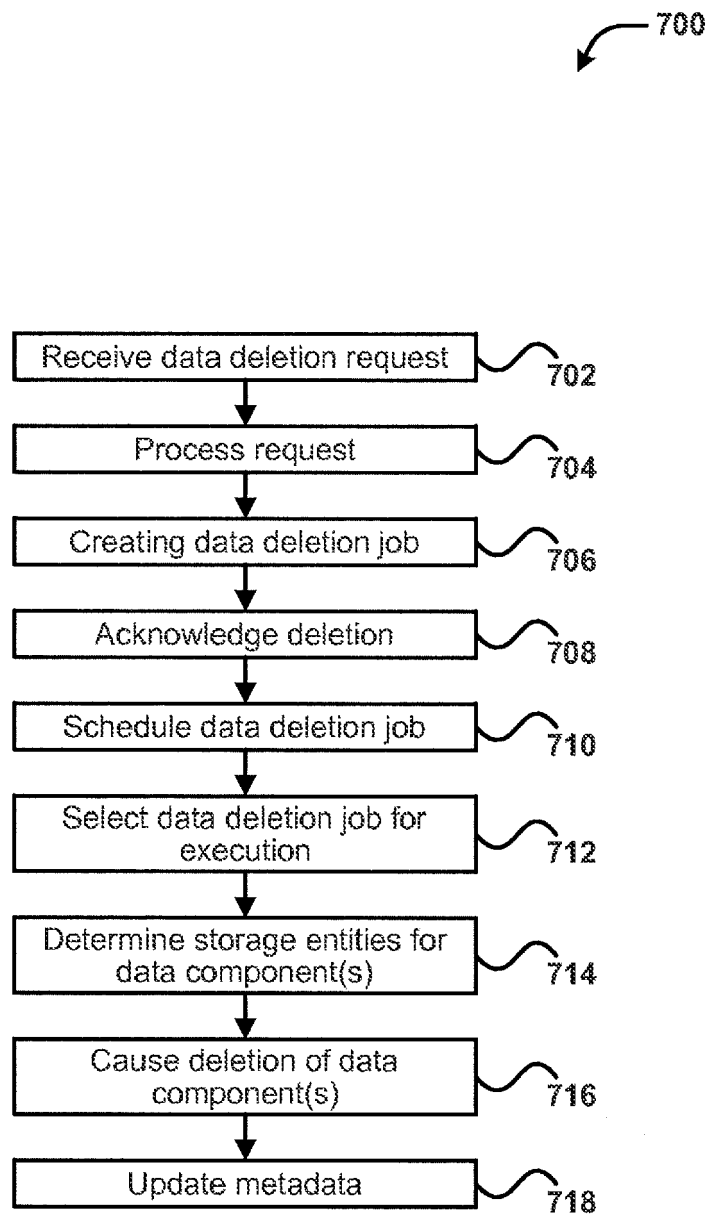 700
Receive data deletion request
702
Process request
704
Creating data deletion job
706
Acknowledge deletion
708
Schedule data deletion job
710
Select data deletion job for
execution
712
Determine storage entities for
data component(s)
714
Cause deletion of data
component(s)
716
Update metadata
718